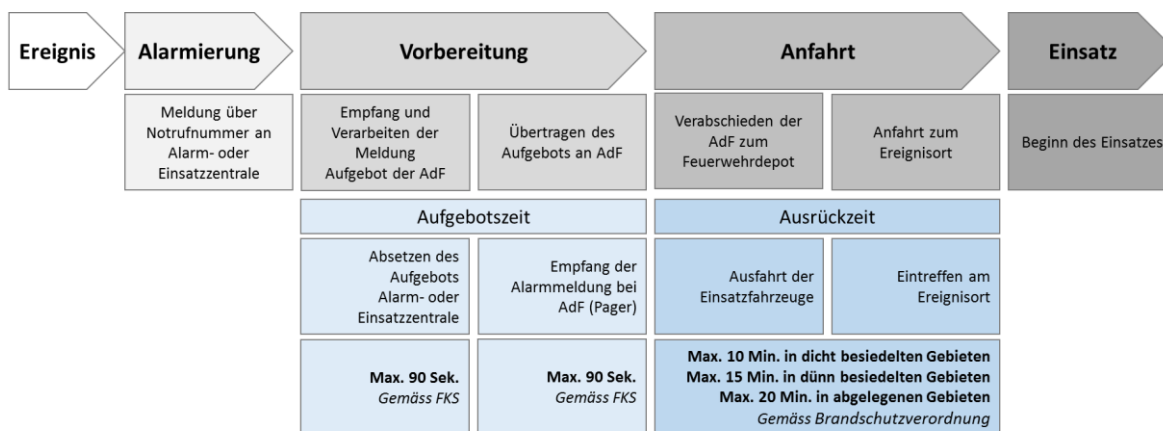 Ereignis
Alarmierung
Vorbereitung
Anfahrt
Einsatz
Meldung über
Notrufnummer an
Alarm- oder
Einsatzzentrale
Empfang und
Verarbeiten der
Meldung
Aufgebot der AdF
Übertragen des
Aufgebots an AdF
Verabschieden der
AdF zum
Feuerwehrdepot
Anfahrt zum
Ereignisort
Beginn des Einsatzes
Aufgebotszeit
Ausrückzeit
Absetzen des
Aufgebots
Alarm- oder
Einsatzzentrale
Empfang der
Alarmmeldung bei
AdF (Pager)
Ausfahrt der
Einsatzfahrzeuge
Eintreffen am
Ereignisort
Max. 90 Sek.
Gemäss FKS
Max. 90 Sek.
Gemäss FKS
Max. 10 Min. in dicht besiedelten Gebieten
Max. 15 Min. in dünn besiedelten Gebieten
Max. 20 Min. in abgelegenen Gebieten
Gemäss Brandschutzverordnung